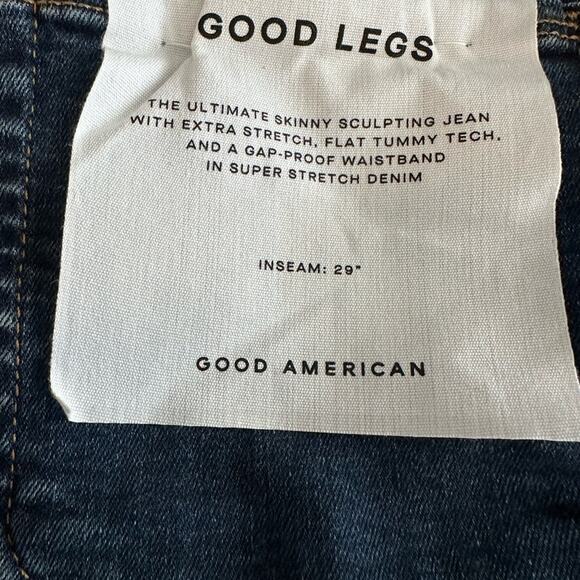 GOOD LEGS
THE ULTIMATE SKINNY SCULPTING JEAN
WITH EXTRA STRETCH, FLAT TUMMY TECH,
AND A GAP-PROOF WAISTBAND
IN SUPER STRETCH DENIM
INSEAM: 29"
GOOD AMERICAN